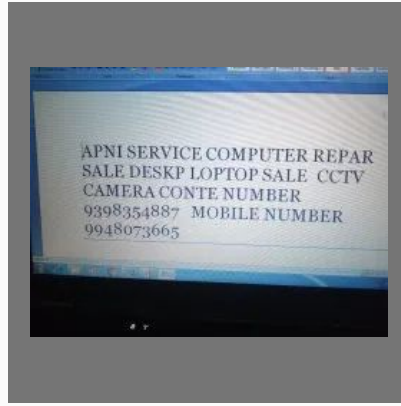 APNI SERVICE COMPUTER REPAR
SALE DESKP LOPTOP SALE CCTV
CAMERA CONTE NUMBER
9398354887 MOBILE NUMBER
9948073665